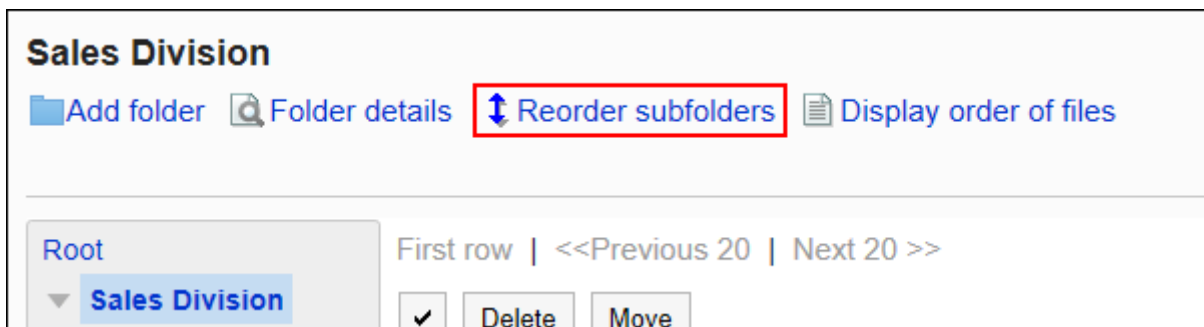 Sales Division
Add folder Folder details Reorder subfolders Display order of files
Root
First row | <<Previous 20 | Next 20 >>
Sales Division
Delete Move